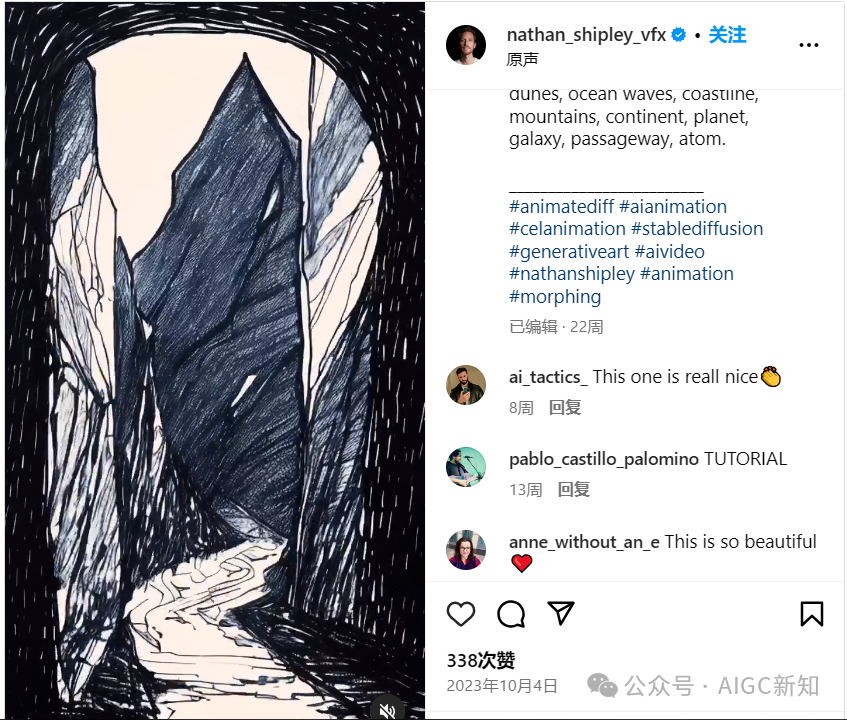 nathan_shipley_vfx • 关注
原声
dunes, ocean waves, coastline,
mountains, continent, planet,
galaxy, passageway, atom.
__________________________
#animatediff #aianimation
#celanimation #stablediffusion
#generativeart #aivideo
#nathanshipley #animation
#morphing
已编辑 · 22周
ai_tactics_ This one is reall nice👏
8周 回复
pablo_castillo_palomino TUTORIAL
13周 回复
anne_without_an_e This is so beautiful
❤️
338次赞
2023年10月4日
公众号 · AIGC新知